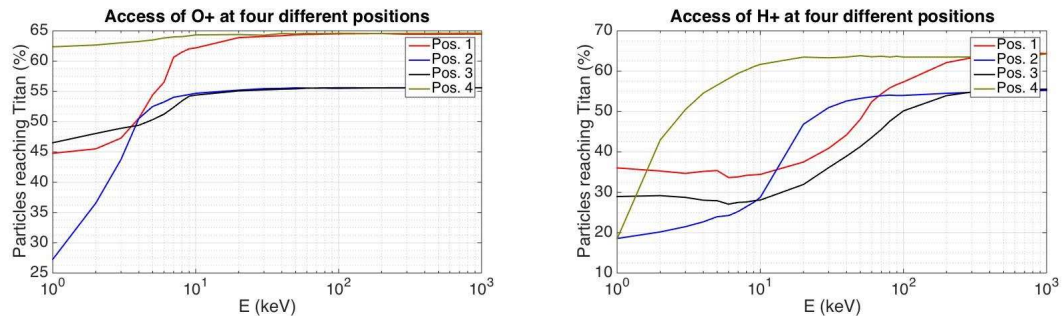 Access of O+ at four different positions
Particles reaching Titan (%)
65
60
55
50
45
40
35
30
25
10^0
10^1
10^2
10^3
E (keV)
Pos. 1
Pos. 2
Pos. 3
Pos. 4
Access of H+ at four different positions
Particles reaching Titan (%)
70
60
50
40
30
20
10
10^0
10^1
10^2
10^3
E (keV)
Pos. 1
Pos. 2
Pos. 3
Pos. 4